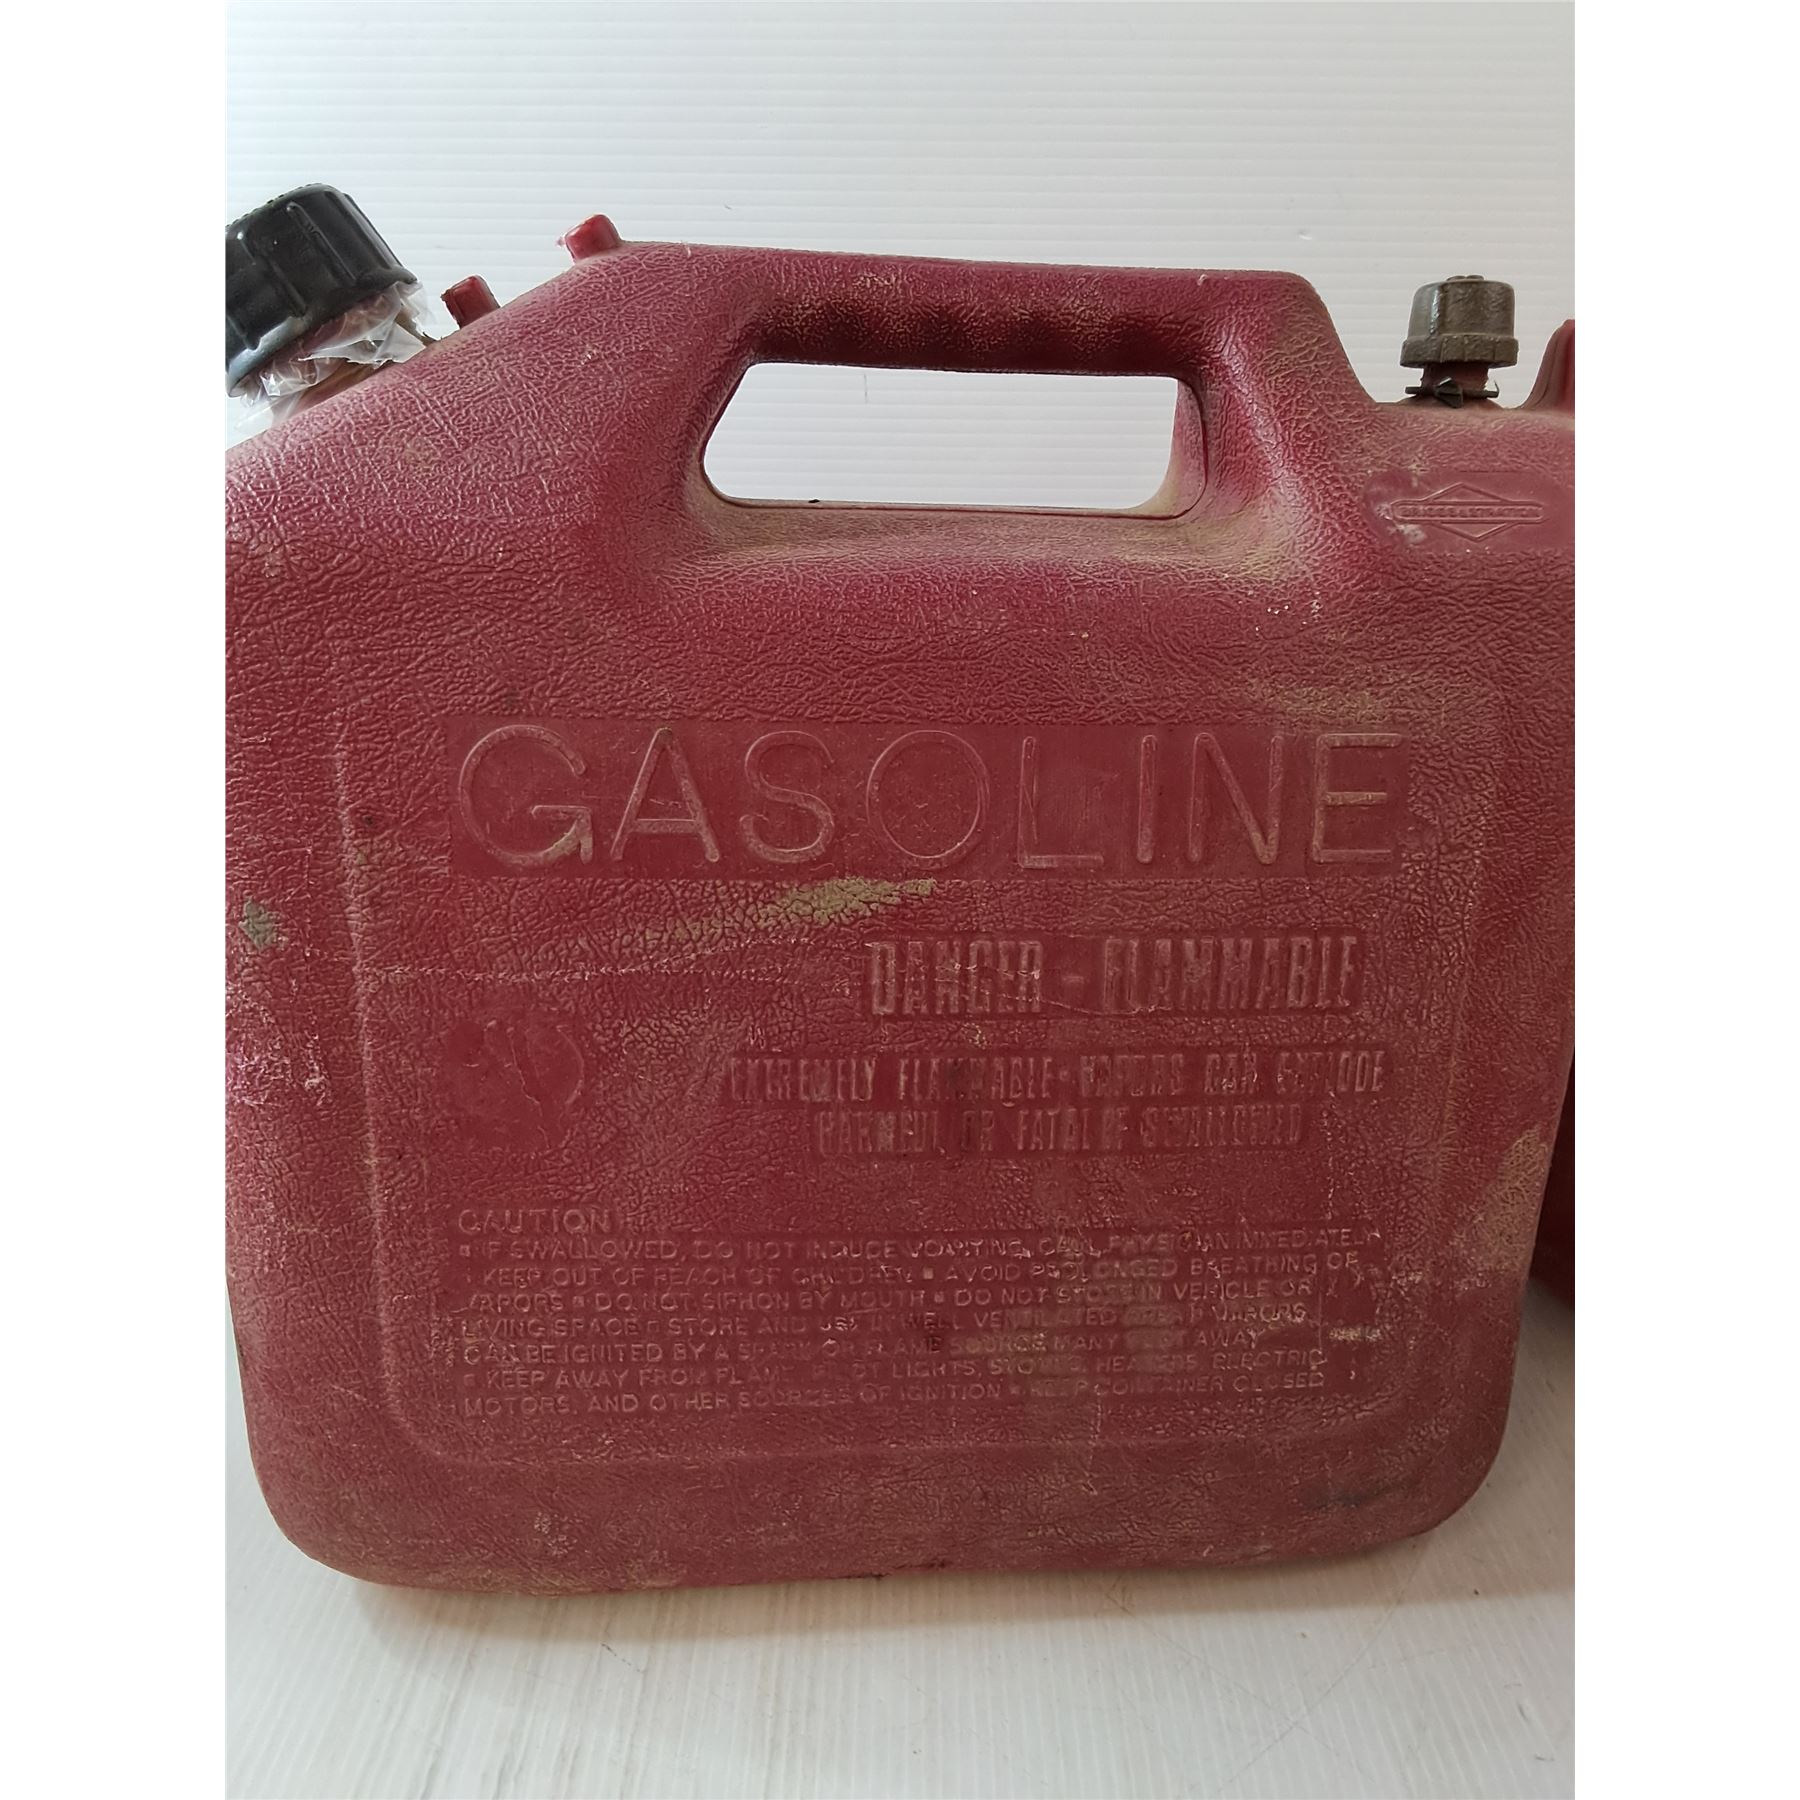 GASOLINE
DANGER - FLAMMABLE
EXTREMELY FLAMMABLE · VAPORS CAN EXPLODE
HARMFUL OR FATAL IF SWALLOWED
CAUTION
▪ IF SWALLOWED, DO NOT INDUCE VOMITING, CALL PHYSICIAN IMMEDIATELY
▪ KEEP OUT OF REACH OF CHILDREN ▪ AVOID PROLONGED BREATHING OF
VAPORS ▪ DO NOT SIPHON BY MOUTH ▪ DO NOT STORE IN VEHICLE OR
LIVING SPACE ▪ STORE AND USE IN WELL VENTILATED AREA ▪ VAPORS
CAN BE IGNITED BY A SPARK OR FLAME SOURCE MANY FEET AWAY
▪ KEEP AWAY FROM FLAME, PILOT LIGHTS, STOVES, HEATERS, ELECTRIC
MOTORS, AND OTHER SOURCES OF IGNITION ▪ KEEP CONTAINER CLOSED